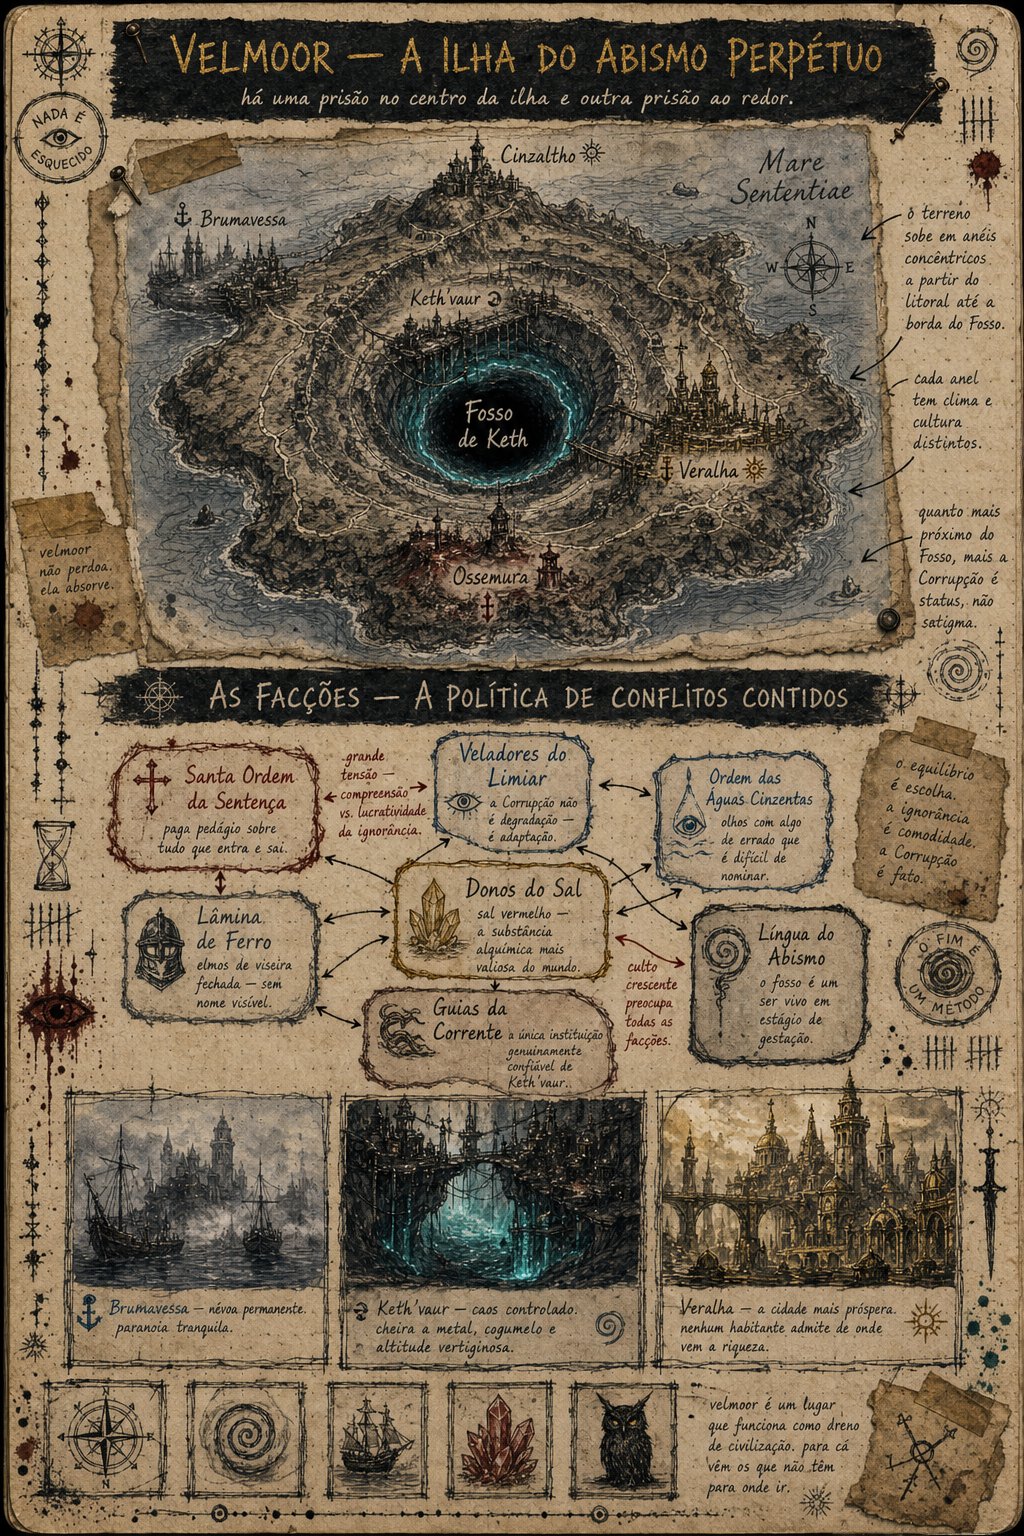 VELMOOR — A ILHA DO ABISMO PERPÉTUO
há uma prisão no centro da ilha e outra prisão ao redor.
NADA É
ESQUECIDO
Cinzaltho
Mare
Sententiae
Brumavessa
N
W E
S
Keth'vaur
Fosso
de Keth
Veralha
Ossemura
o terreno
sobe em anéis
concêntricos
a partir do
litoral até a
borda do Fosso.
cada anel
tem clima e
cultura
distintos.
quanto mais
próximo do
Fosso, mais a
Corrupção é
status, não
satigma.
velmoor
não perdoa.
ela absorve.
AS FACÇÕES — A POLÍTICA DE CONFLITOS CONTIDOS
Santa Ordem
da Sentença
paga pedágio sobre
tudo que entra e sai.
grande
tensão —
compreensão
vs. lucratividade
da ignorância.
Veladores do
Limiar
a Corrupção não
é degradação —
é adaptação.
Ordem das
Águas Cinzentas
olhos com algo
de errado que
é difícil de
nominar.
o equilíbrio
é escolha.
a ignorância
é comodidade.
a Corrupção
é fato.
Lâmina
de Ferro
elmos de viseira
fechada — sem
nome visível.
Donos do Sal
sal vermelho —
a substância
alquímica mais
valiosa do mundo.
Língua do
Abismo
o fosso é um
ser vivo em
estágio de
gestação.
culto
crescente
preocupa
todas as
facções.
Guias da
Corrente
a única instituição
genuinamente
confiável de
Keth'vaur.
O FIM É
UM MÉTODO
Brumavessa — névoa permanente.
paranoia tranquila.
Keth'vaur — caos controlado.
cheira a metal, cogumelo e
altitude vertiginosa.
Veralha — a cidade mais próspera.
nenhum habitante admite de onde
vem a riqueza.
N
W E
N
velmoor é um lugar
que funciona como dreno
de civilização. para cá
vêm os que não têm
para onde ir.